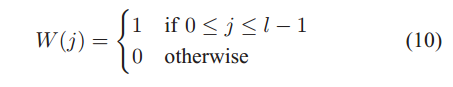 W(j) = { 1 if 0 ≤ j ≤ l − 1
0 otherwise (10)